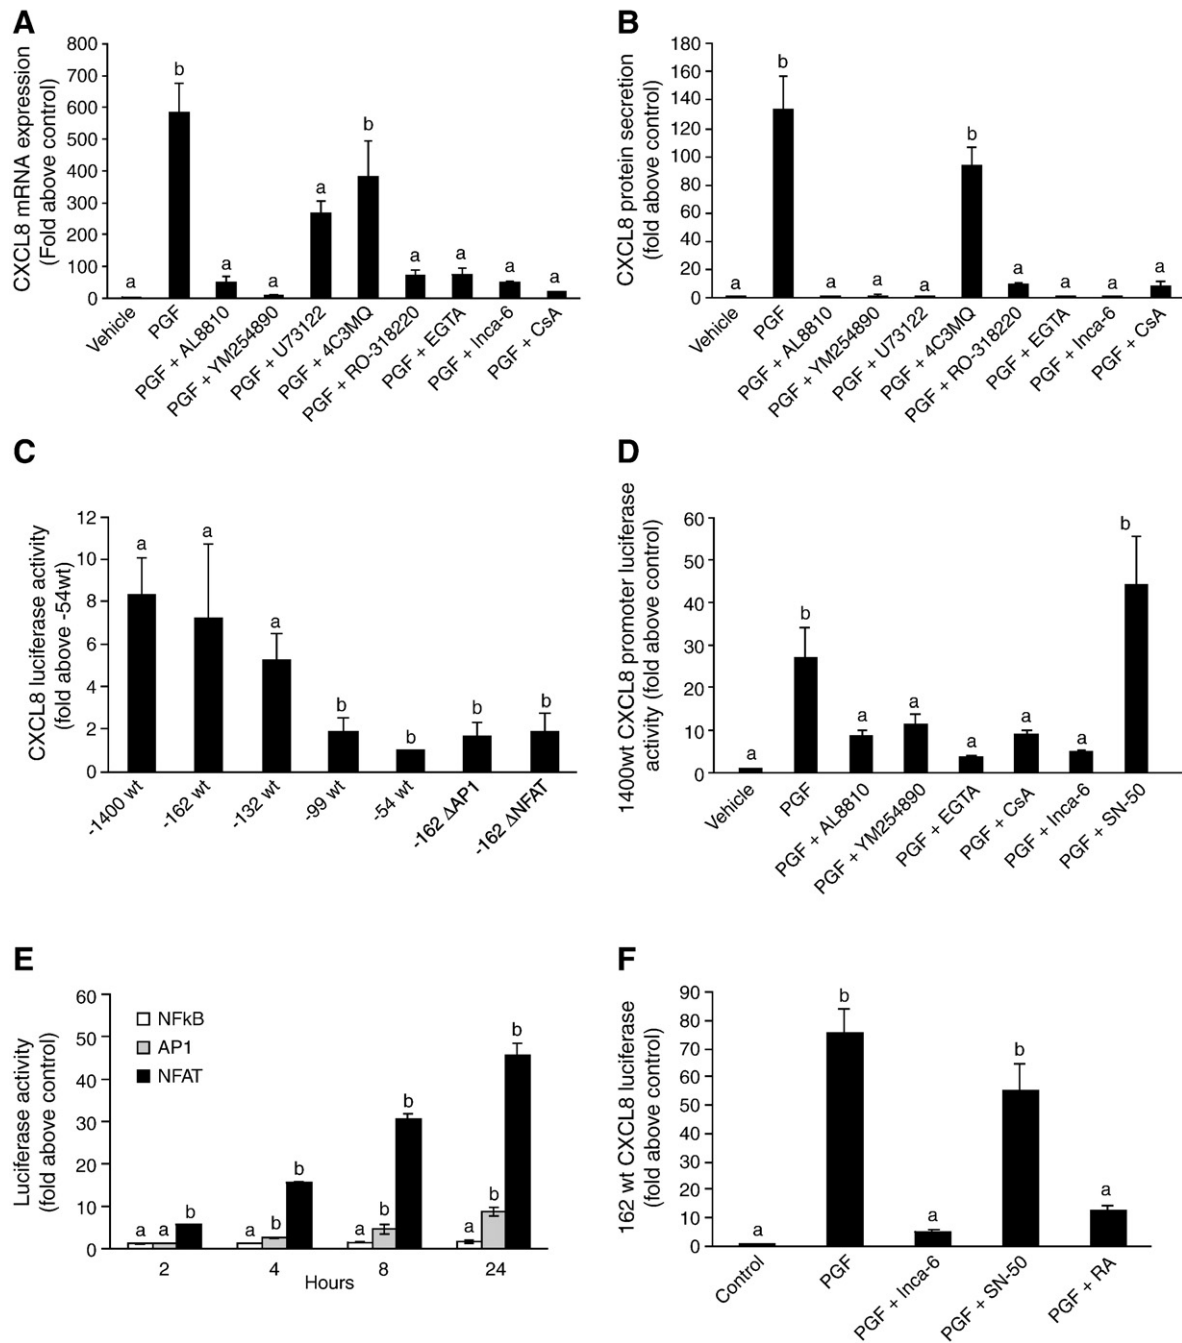 A
CXCL8 mRNA expression
(Fold above control)
800
700
600
500
400
300
200
100
0
a
b
a
a
a
b
a
a
a
a
Vehicle
PGF
PGF + AL8810
PGF + YM254890
PGF + U73122
PGF + 4C3MQ
PGF + RO-318220
PGF + EGTA
PGF + Inca-6
PGF + CsA
B
CXCL8 protein secretion
(fold above control)
180
160
140
120
100
80
60
40
20
0
a
b
a
a
a
b
a
a
a
a
Vehicle
PGF
PGF + AL8810
PGF + YM254890
PGF + U73122
PGF + 4C3MQ
PGF + RO-318220
PGF + EGTA
PGF + Inca-6
PGF + CsA
C
CXCL8 luciferase activity
(fold above -54wt)
12
10
8
6
4
2
0
a
a
a
b
b
b
b
-1400 wt
-162 wt
-132 wt
-99 wt
-54 wt
-162 ΔAP1
-162 ΔNFAT
D
1400wt CXCL8 promoter luciferase
activity (fold above control)
60
50
40
30
20
10
0
a
b
a
a
a
a
a
b
Vehicle
PGF
PGF + AL8810
PGF + YM254890
PGF + EGTA
PGF + CsA
PGF + Inca-6
PGF + SN-50
E
Luciferase activity
(fold above control)
60
50
40
30
20
10
0
NFkB
AP1
NFAT
a a b
a b b
a b b
a b b
2
4
8
24
Hours
F
162 wt CXCL8 luciferase
(fold above control)
90
80
70
60
50
40
30
20
10
0
a
b
a
b
a
Control
PGF
PGF + Inca-6
PGF + SN-50
PGF + RA